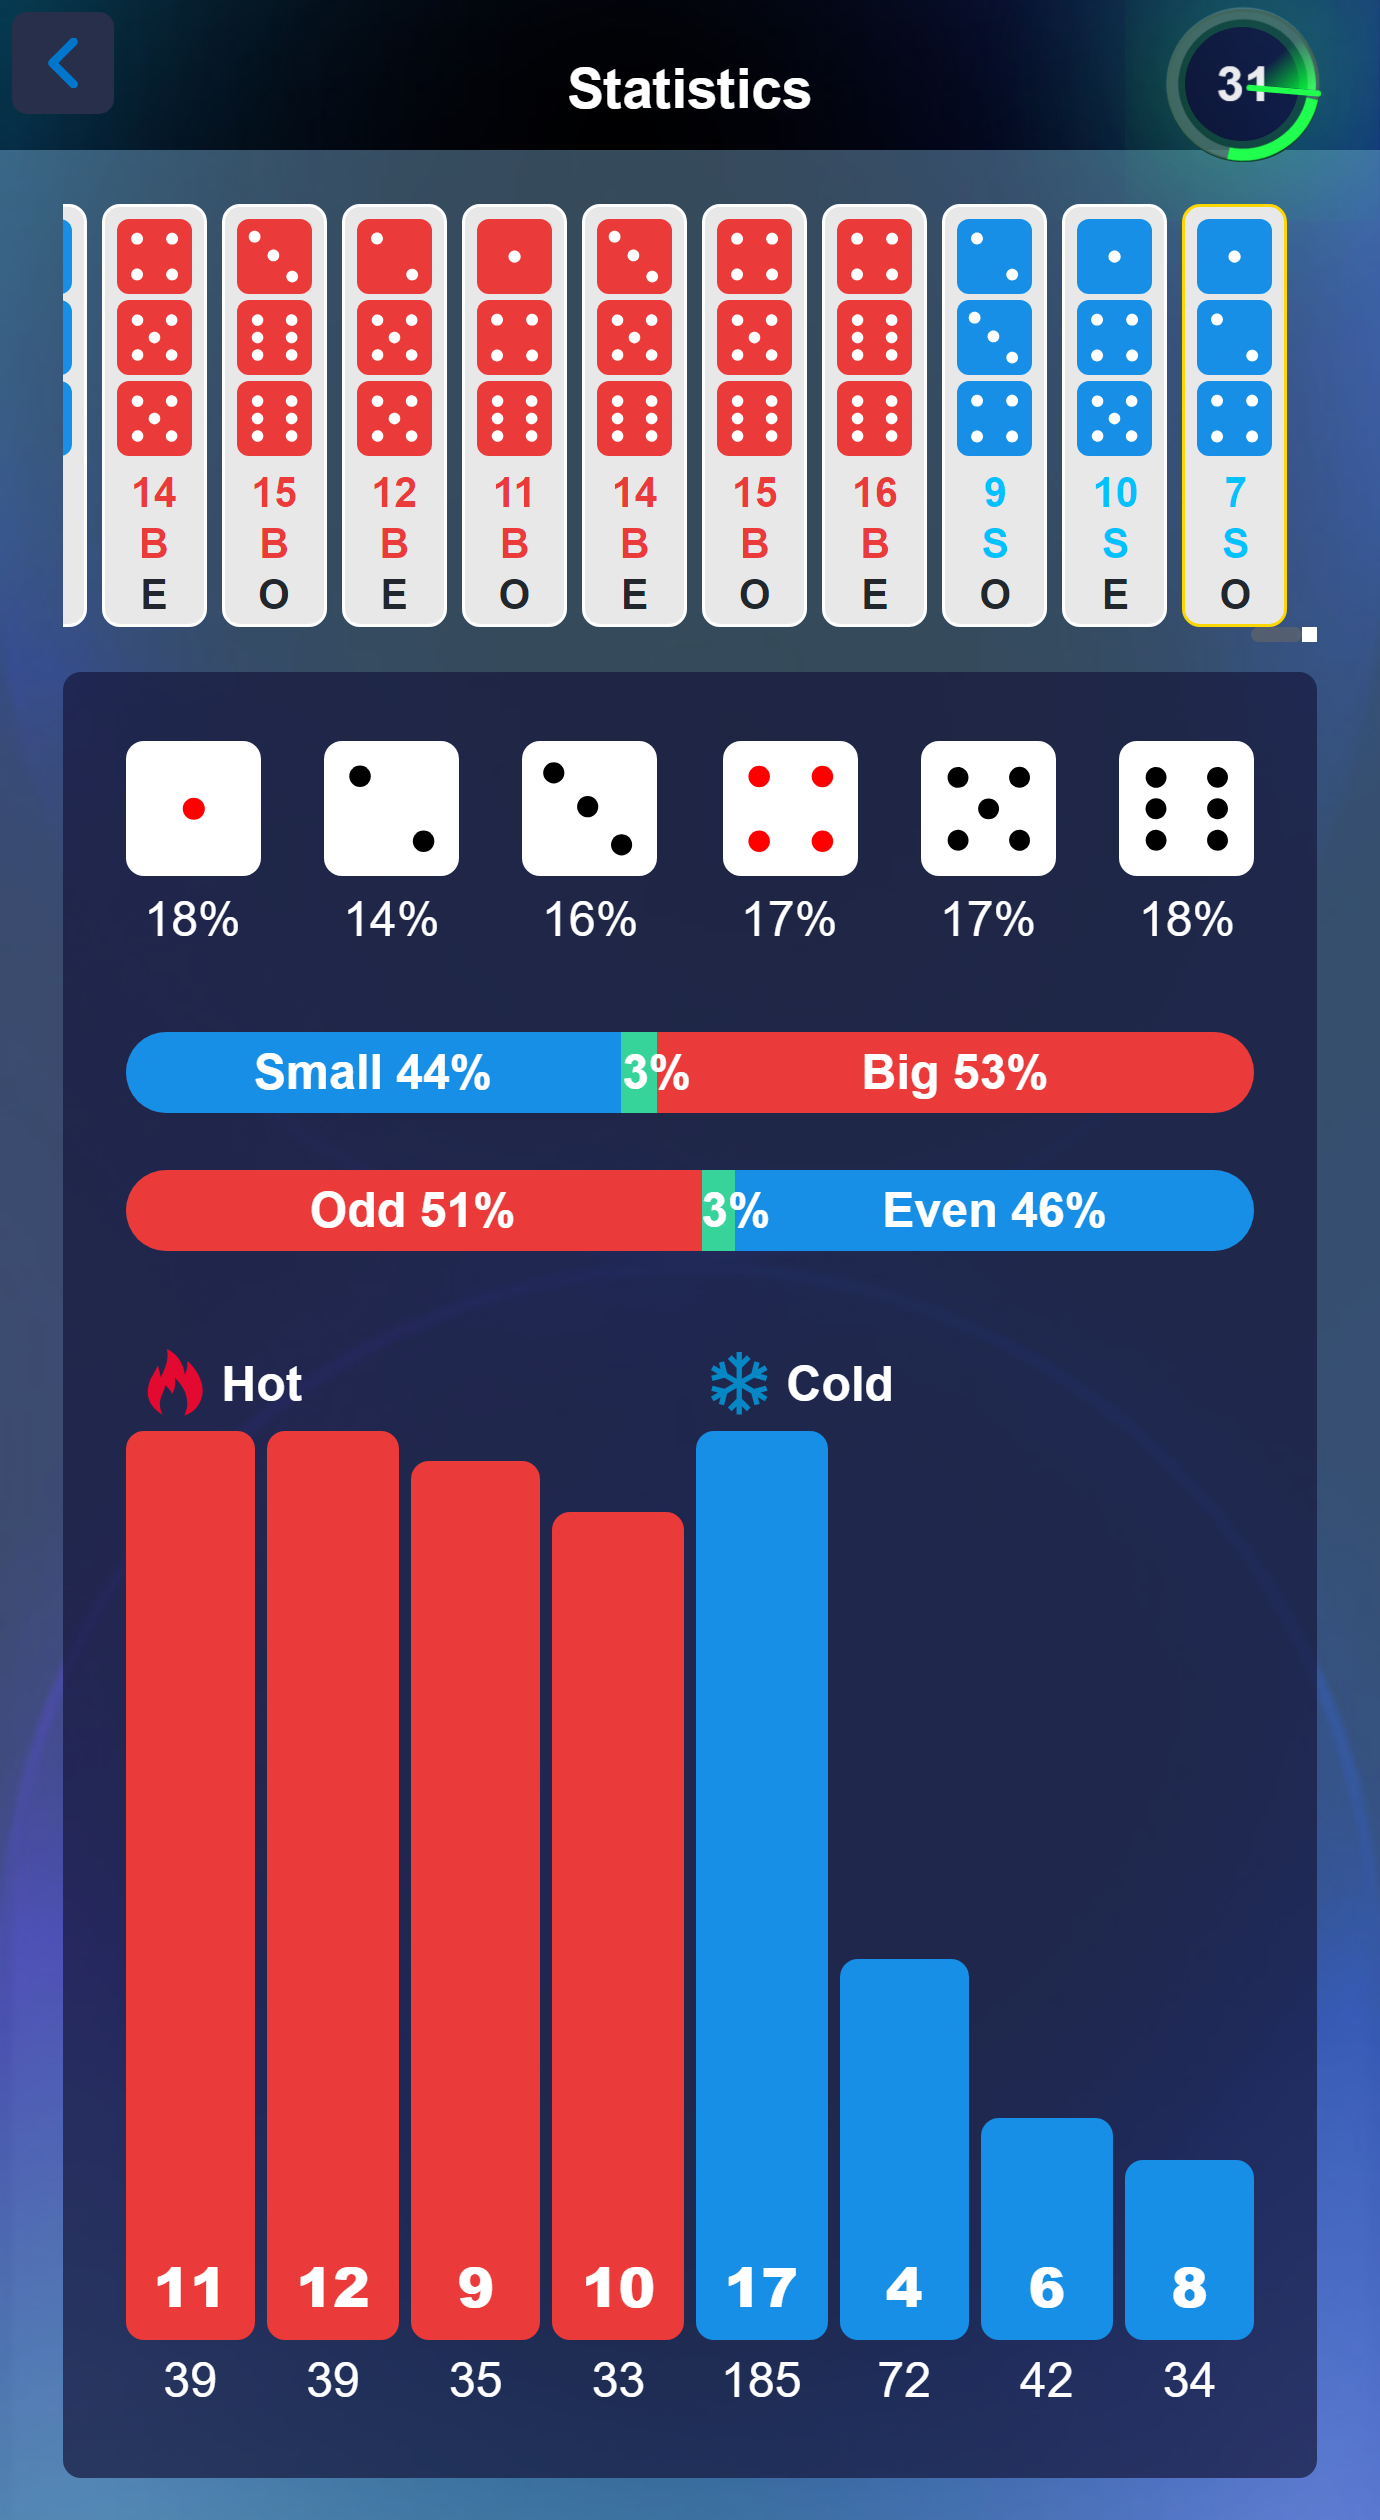 Statistics
31
14 15 12 11 14 15 16 9 10 7
B B B B B B B S S S
E O E O E O E O E O
18% 14% 16% 17% 17% 18%
Small 44% 3% Big 53%
Odd 51% 3% Even 46%
Hot Cold
11 12 9 10 17 4 6 8
39 39 35 33 185 72 42 34